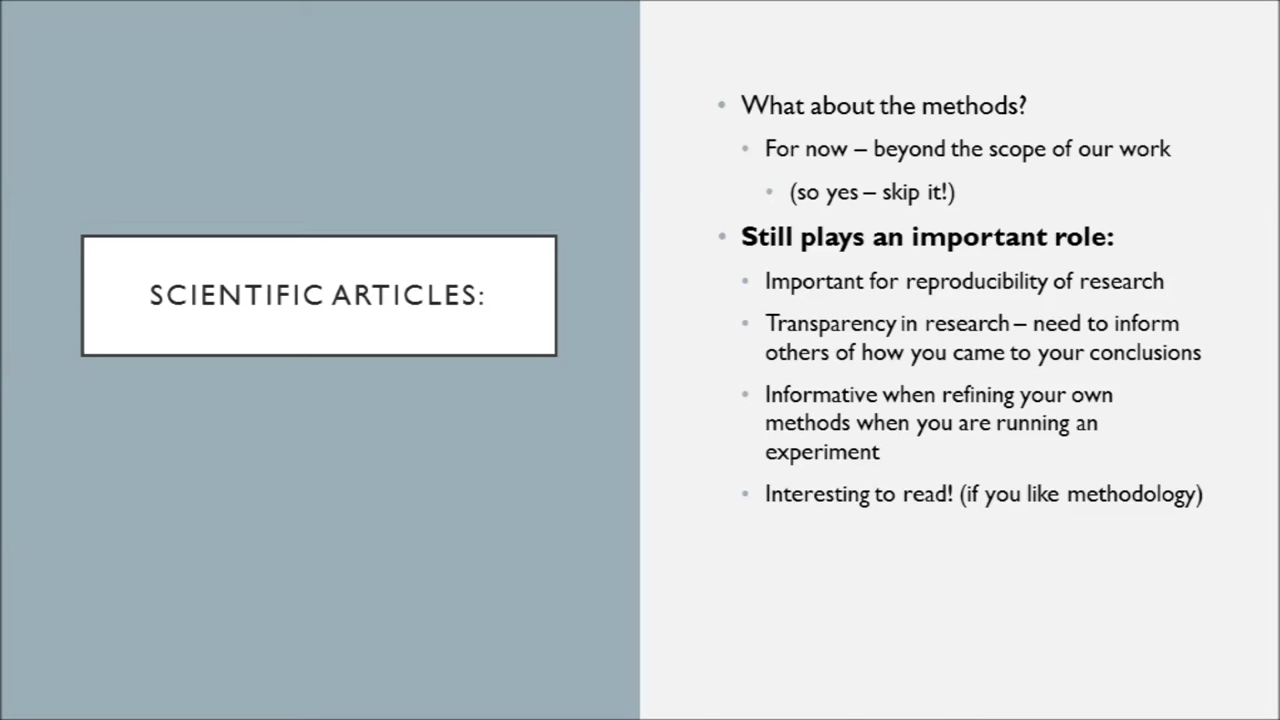 SCIENTIFIC ARTICLES:
• What about the methods?
• For now – beyond the scope of our work
• (so yes – skip it!)
• Still plays an important role:
• Important for reproducibility of research
• Transparency in research – need to inform
others of how you came to your conclusions
• Informative when refining your own
methods when you are running an
experiment
• Interesting to read! (if you like methodology)